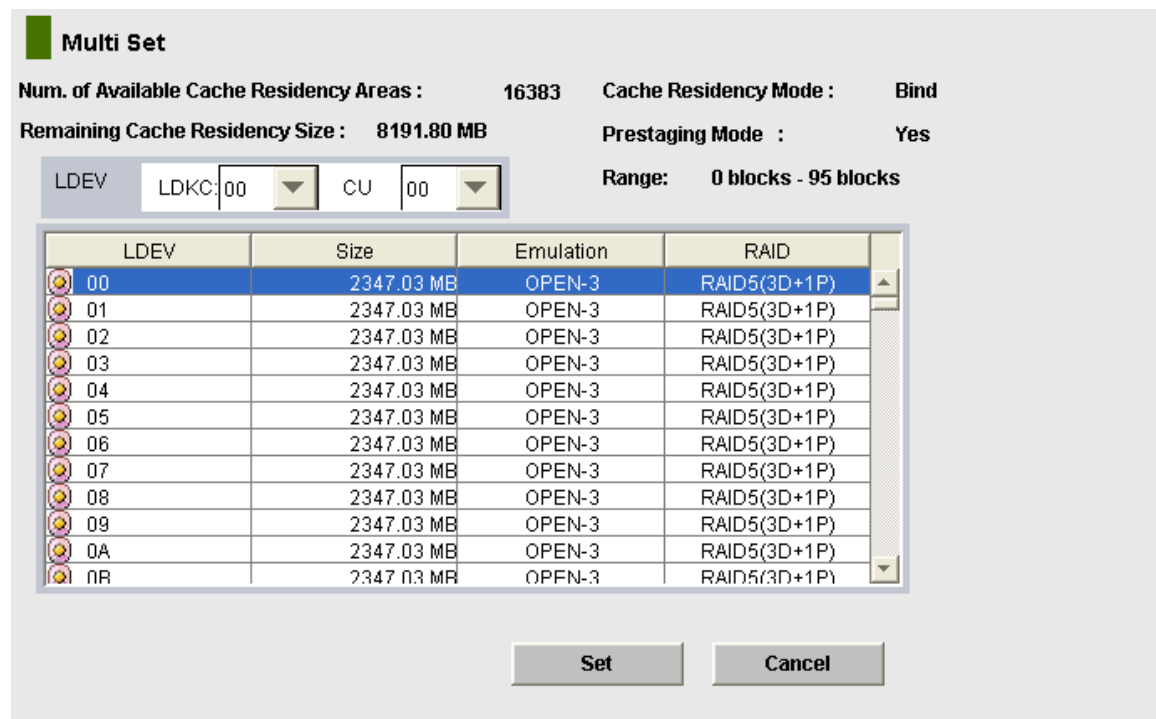 Multi Set
Num. of Available Cache Residency Areas : 16383 Cache Residency Mode : Bind
Remaining Cache Residency Size : 8191.80 MB Prestaging Mode : Yes
LDEV LDKC: 00 CU 00 Range: 0 blocks - 95 blocks
LDEV Size Emulation RAID
00 2347.03 MB OPEN-3 RAID5(3D+1P)
01 2347.03 MB OPEN-3 RAID5(3D+1P)
02 2347.03 MB OPEN-3 RAID5(3D+1P)
03 2347.03 MB OPEN-3 RAID5(3D+1P)
04 2347.03 MB OPEN-3 RAID5(3D+1P)
05 2347.03 MB OPEN-3 RAID5(3D+1P)
06 2347.03 MB OPEN-3 RAID5(3D+1P)
07 2347.03 MB OPEN-3 RAID5(3D+1P)
08 2347.03 MB OPEN-3 RAID5(3D+1P)
09 2347.03 MB OPEN-3 RAID5(3D+1P)
0A 2347.03 MB OPEN-3 RAID5(3D+1P)
0B 2347.03 MB OPEN-3 RAID5(3D+1P)
Set Cancel